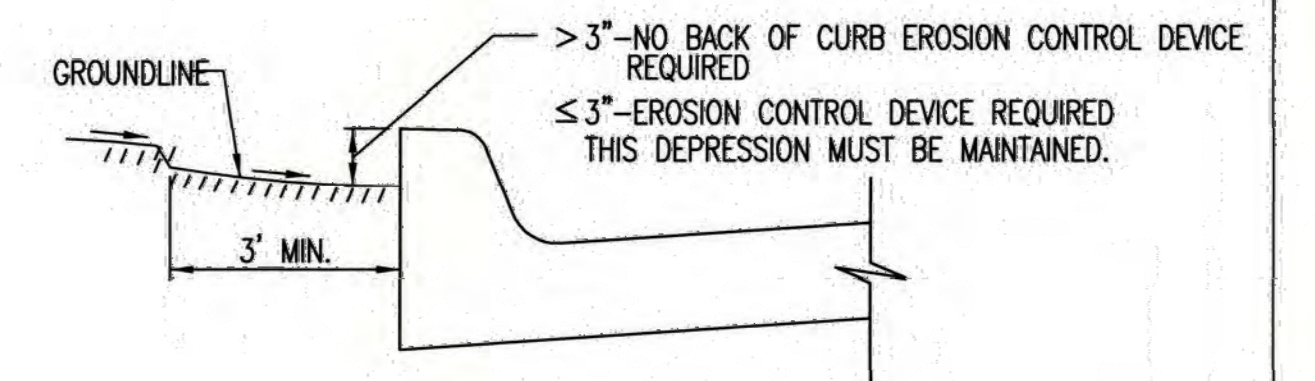 > 3"-NO BACK OF CURB EROSION CONTROL DEVICE
REQUIRED
GROUNDLINE
≤ 3"-EROSION CONTROL DEVICE REQUIRED
THIS DEPRESSION MUST BE MAINTAINED.
3' MIN.